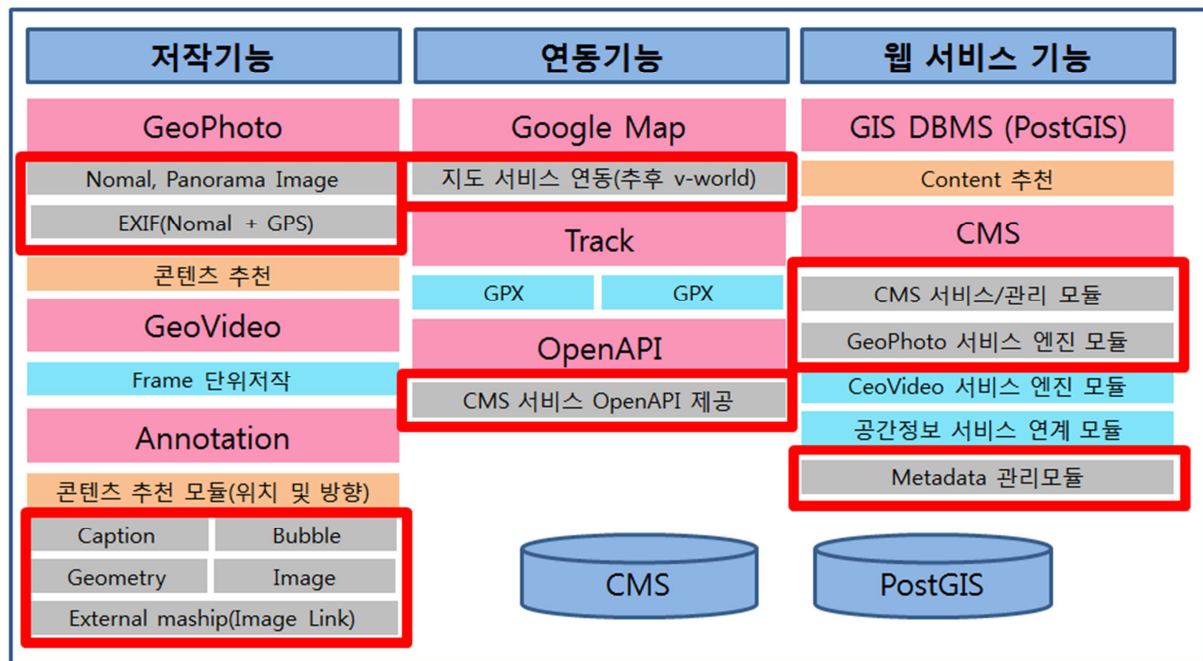 저작기능
GeoPhoto
Nomal, Panorama Image
EXIF(Nomal + GPS)
콘텐츠 추천
GeoVideo
Frame 단위저작
Annotation
콘텐츠 추천 모듈(위치 및 방향)
Caption
Bubble
Geometry
Image
External maship(Image Link)
연동기능
Google Map
지도 서비스 연동(추후 v-world)
Track
GPX
GPX
OpenAPI
CMS 서비스 OpenAPI 제공
웹 서비스 기능
GIS DBMS (PostGIS)
Content 추천
CMS
CMS 서비스/관리 모듈
GeoPhoto 서비스 엔진 모듈
CeoVideo 서비스 엔진 모듈
공간정보 서비스 연계 모듈
Metadata 관리모듈
CMS
PostGIS